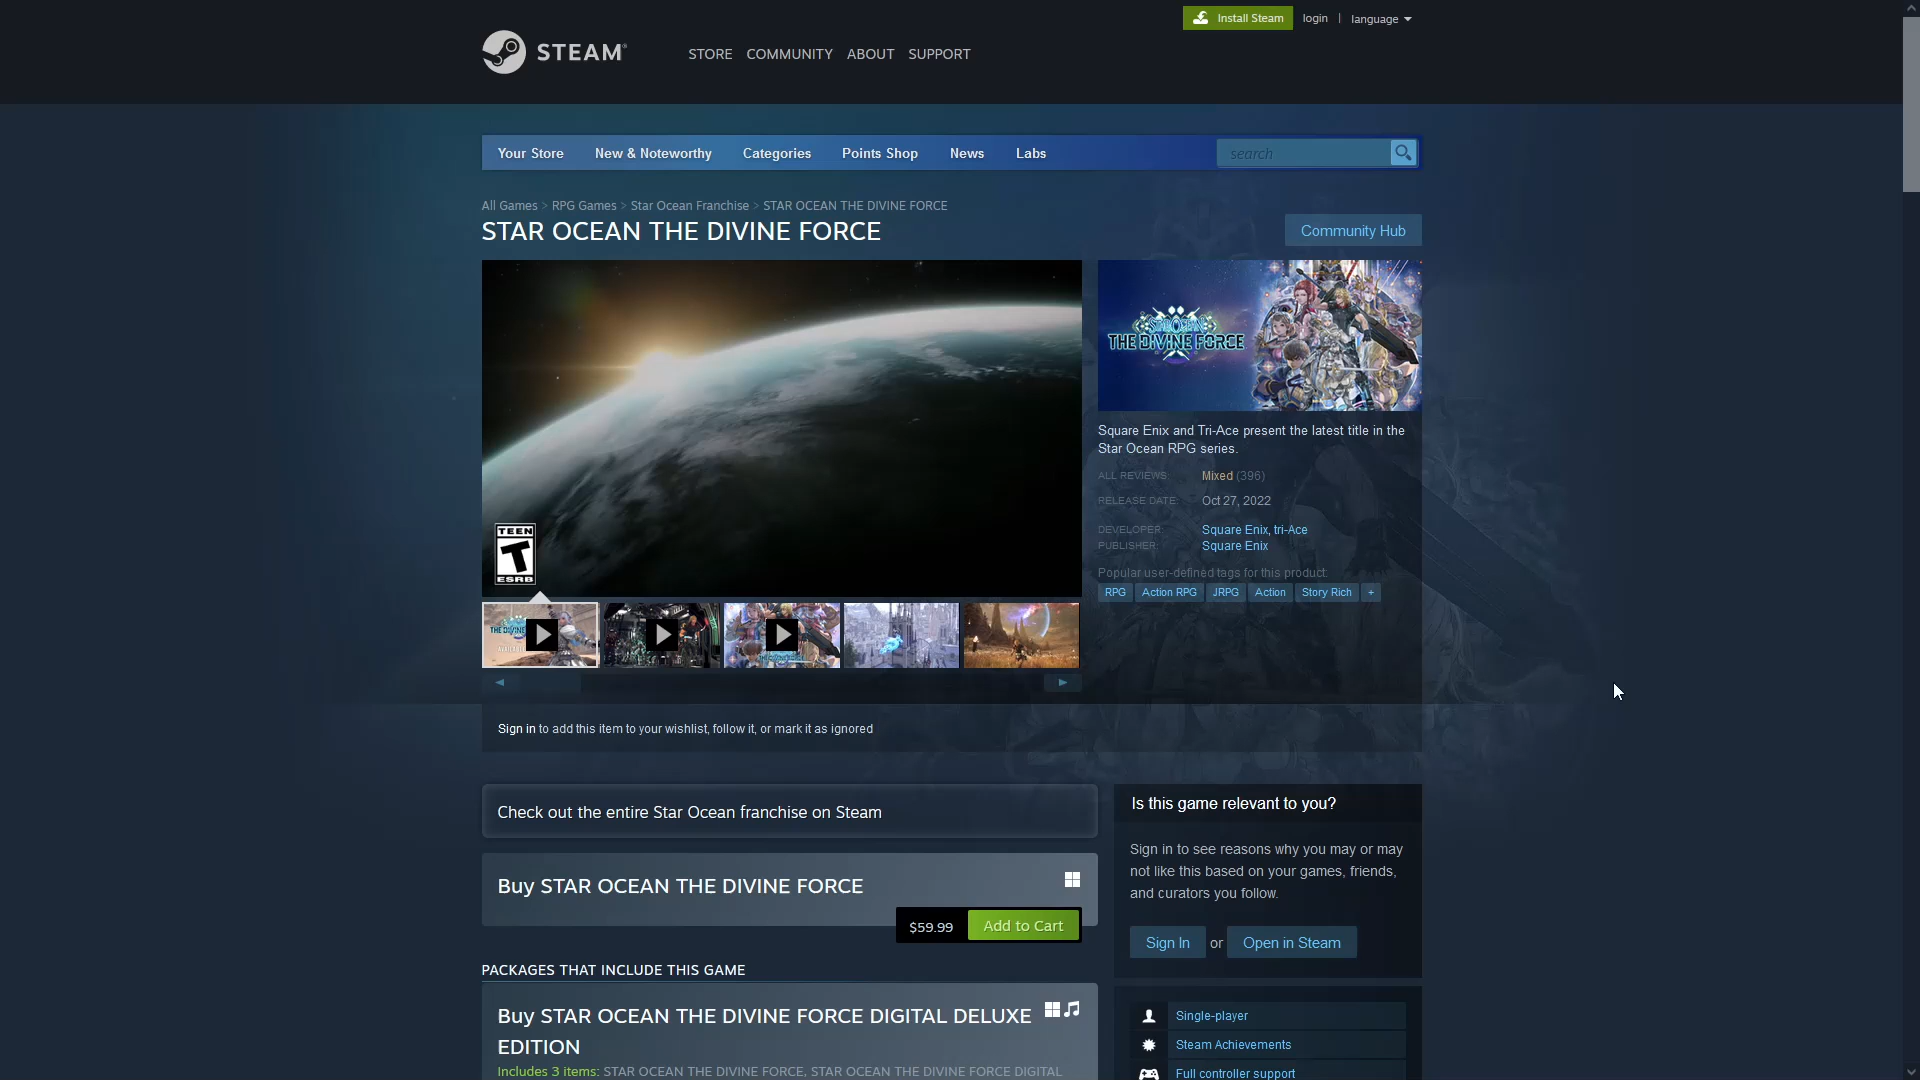 Install Steam login | language
STEAM®
STORE COMMUNITY ABOUT SUPPORT
Your Store New & Noteworthy Categories Points Shop News Labs search
All Games > RPG Games > Star Ocean Franchise > STAR OCEAN THE DIVINE FORCE
STAR OCEAN THE DIVINE FORCE
Community Hub
TEEN
T
ESRB
STAR OCEAN
THE DIVINE FORCE
Square Enix and Tri-Ace present the latest title in the
Star Ocean RPG series.
ALL REVIEWS: Mixed (396)
RELEASE DATE: Oct 27, 2022
DEVELOPER: Square Enix, tri-Ace
PUBLISHER: Square Enix
Popular user-defined tags for this product:
RPG Action RPG JRPG Action Story Rich +
Sign in to add this item to your wishlist, follow it, or mark it as ignored
Check out the entire Star Ocean franchise on Steam
Buy STAR OCEAN THE DIVINE FORCE
$59.99 Add to Cart
PACKAGES THAT INCLUDE THIS GAME
Buy STAR OCEAN THE DIVINE FORCE DIGITAL DELUXE
EDITION
Includes 3 items: STAR OCEAN THE DIVINE FORCE, STAR OCEAN THE DIVINE FORCE DIGITAL
Is this game relevant to you?
Sign in to see reasons why you may or may
not like this based on your games, friends,
and curators you follow.
Sign In or Open in Steam
Single-player
Steam Achievements
Full controller support